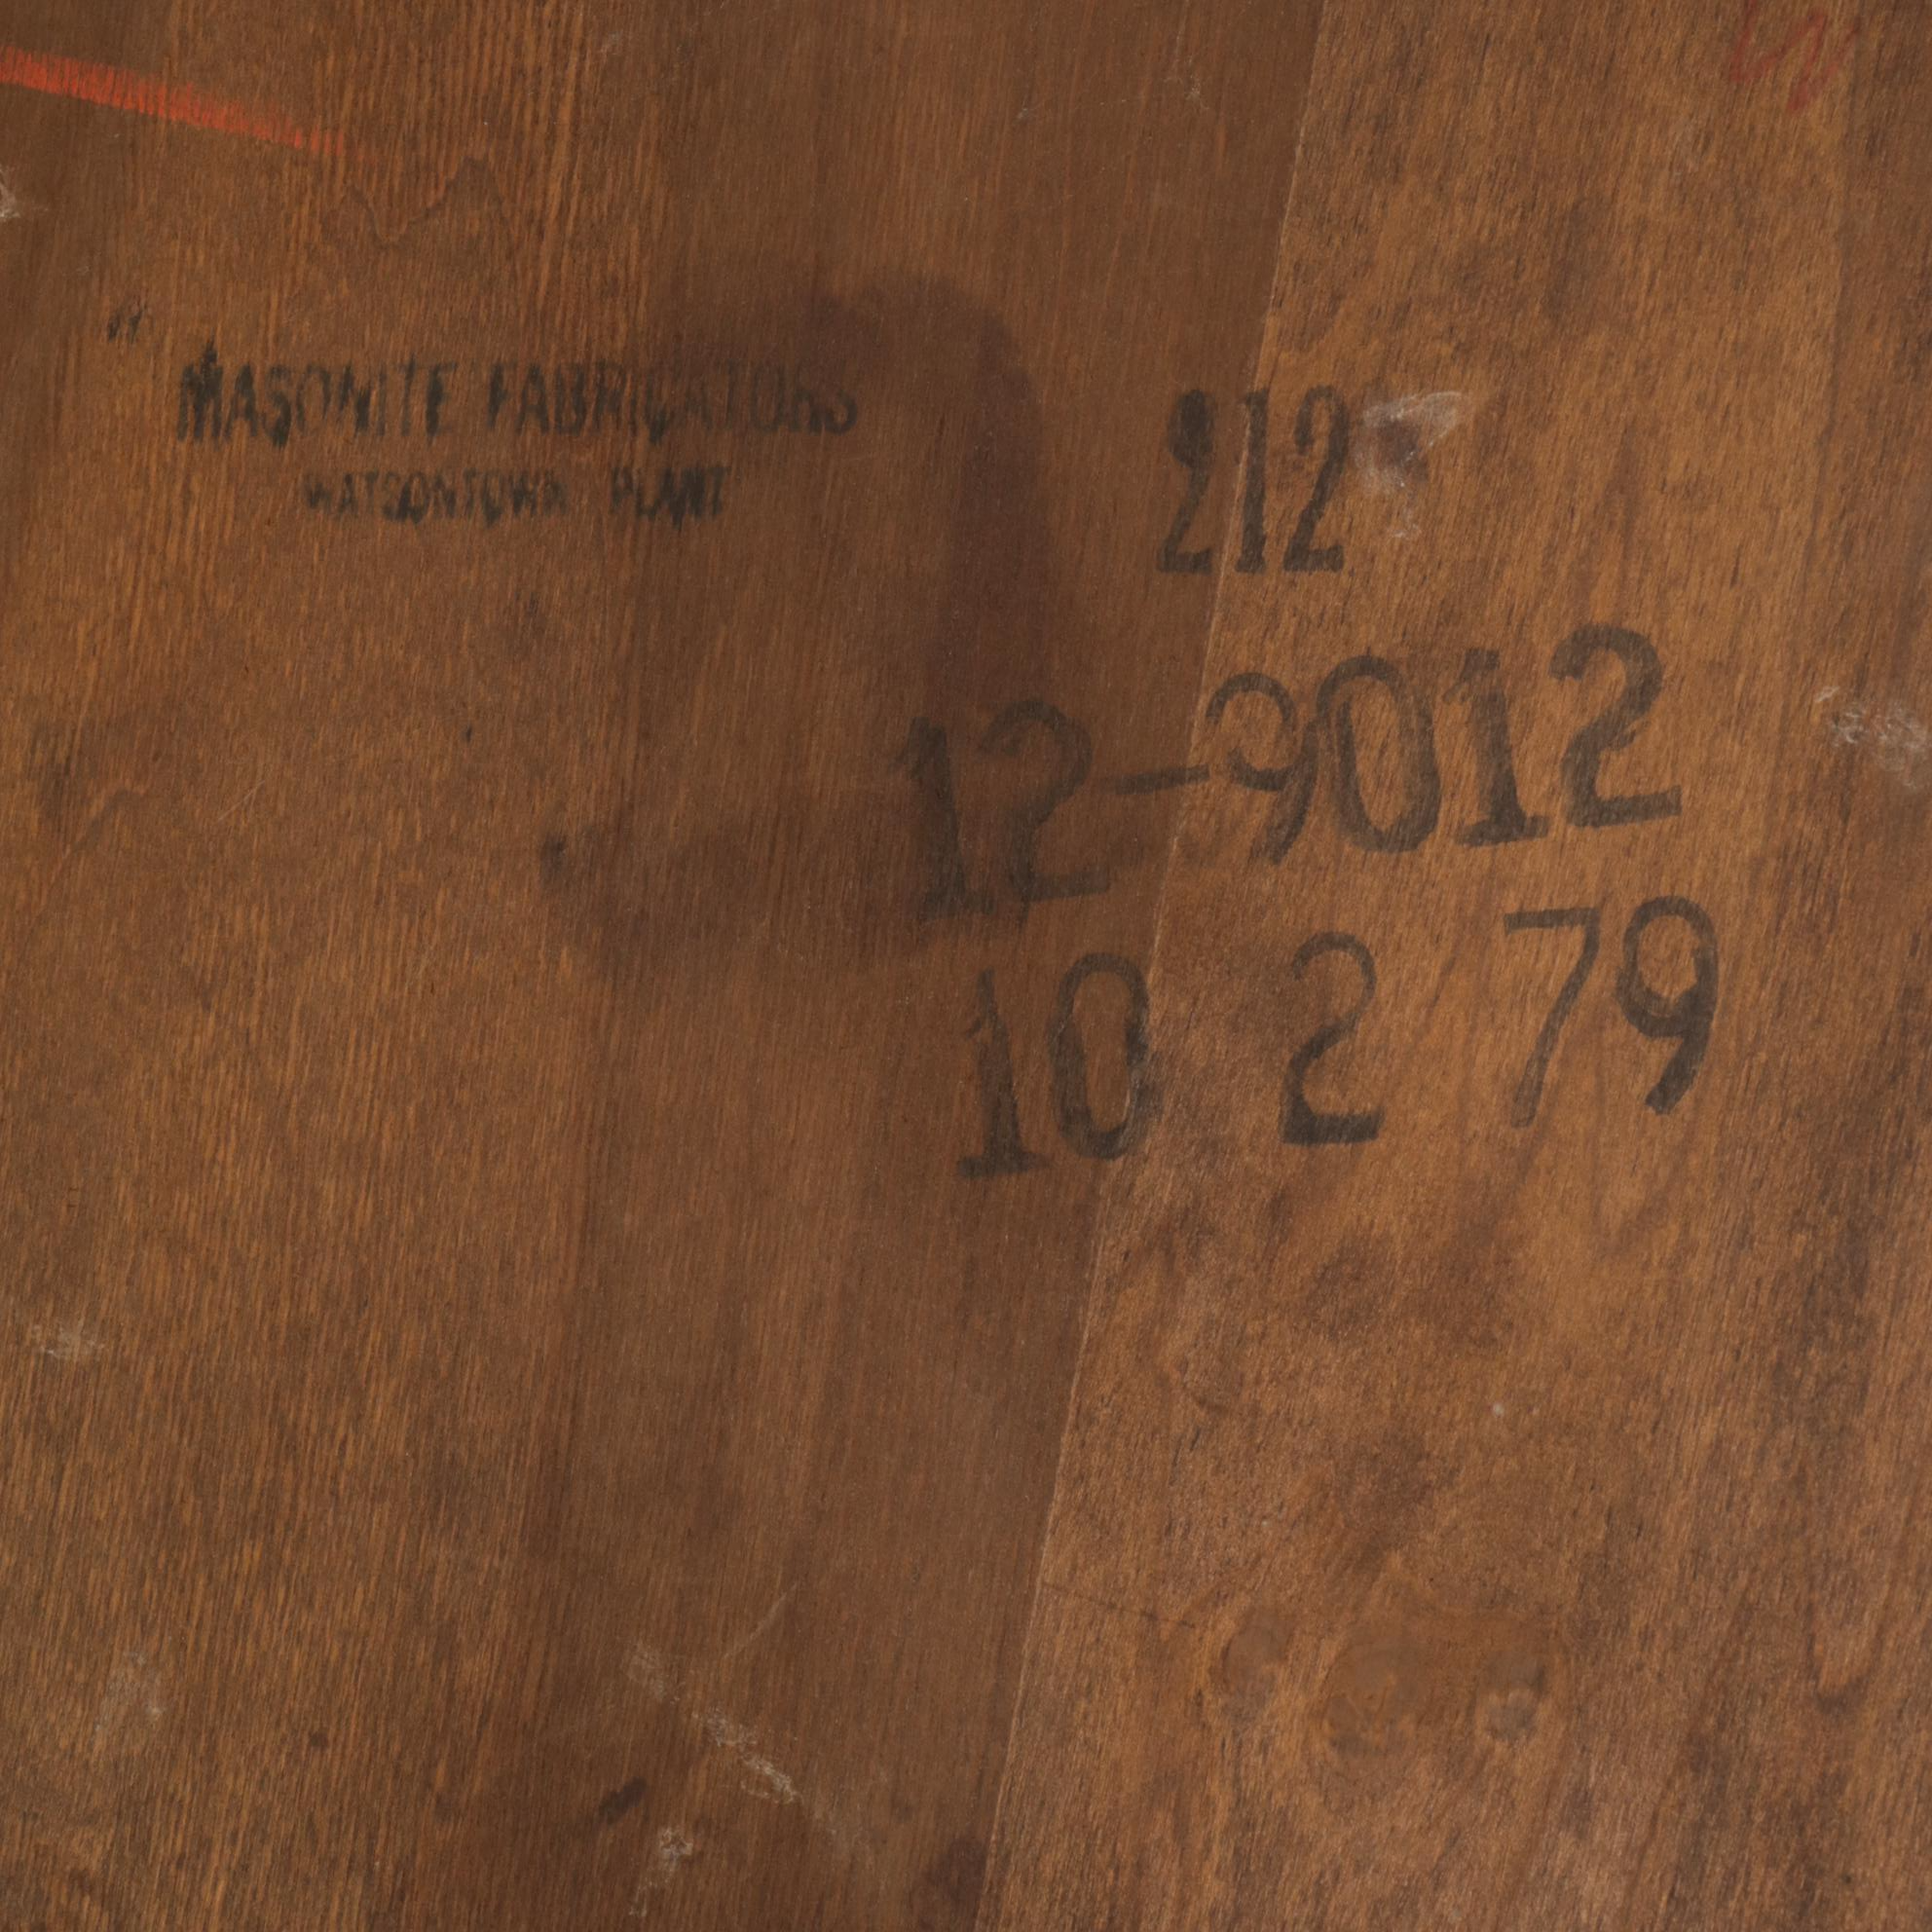 MASONITE FABRICATORS
WATSONTOWN PLANT
212
12-9012
10 2 79